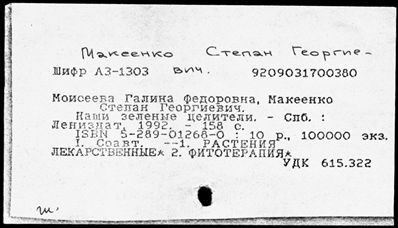 Макеенко Степан Георгие-
Шифр А3-1303 вич. 9209031700380
Моисеева Галина Федоровна, Макеенко
Степан Георгиевич.
Наши зеленые целители. - Спб. :
Лениздат, 1992. - 158 с.
ISBN 5-289-01268-0 : 10 р., 100000 экз.
I. Соавт. --1. РАСТЕНИЯ
ЛЕКАРСТВЕННЫЕ* 2. ФИТОТЕРАПИЯ*
УДК 615.322